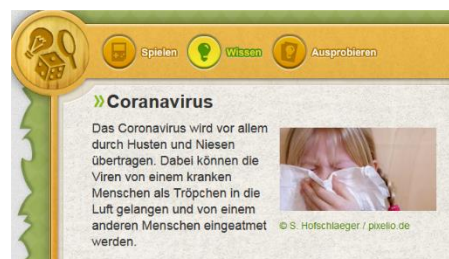 Spielen Wissen Ausprobieren
»Coranavirus
Das Coronavirus wird vor allem
durch Husten und Niesen
übertragen. Dabei können die
Viren von einem kranken
Menschen als Tröpchen in die
Luft gelangen und von einem
anderen Menschen eingeatmet
werden.
© S. Hofschlaeger / pixelio.de